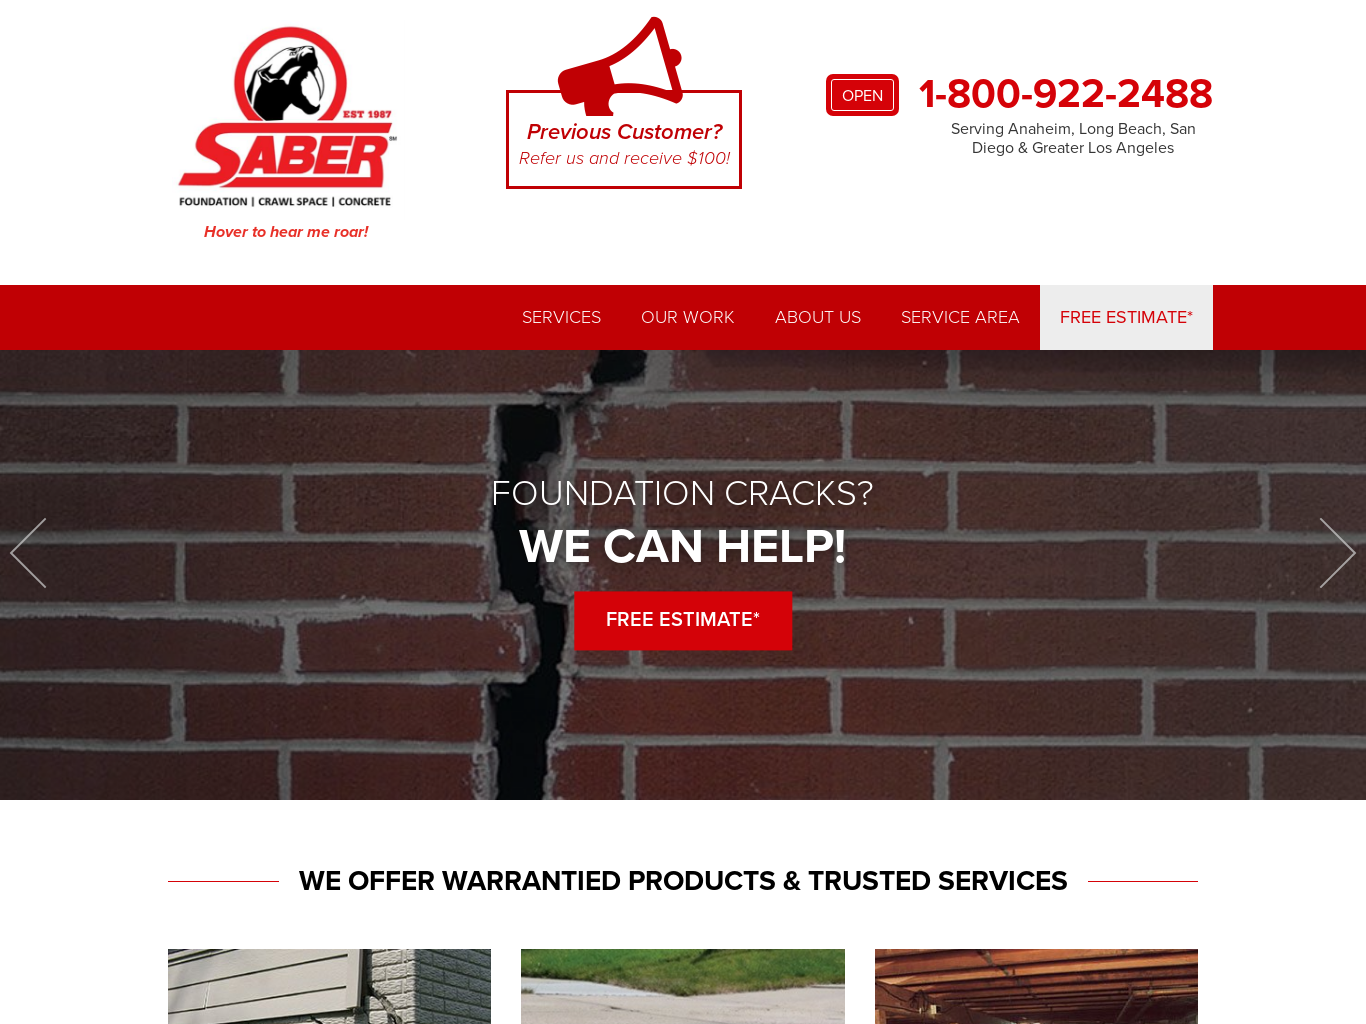 EST 1987
SABER℠
FOUNDATION | CRAWL SPACE | CONCRETE
Hover to hear me roar!
Previous Customer?
Refer us and receive $100!
OPEN
1-800-922-2488
Serving Anaheim, Long Beach, San
Diego & Greater Los Angeles
SERVICES OUR WORK ABOUT US SERVICE AREA FREE ESTIMATE*
FOUNDATION CRACKS?
WE CAN HELP!
FREE ESTIMATE*
WE OFFER WARRANTIED PRODUCTS & TRUSTED SERVICES